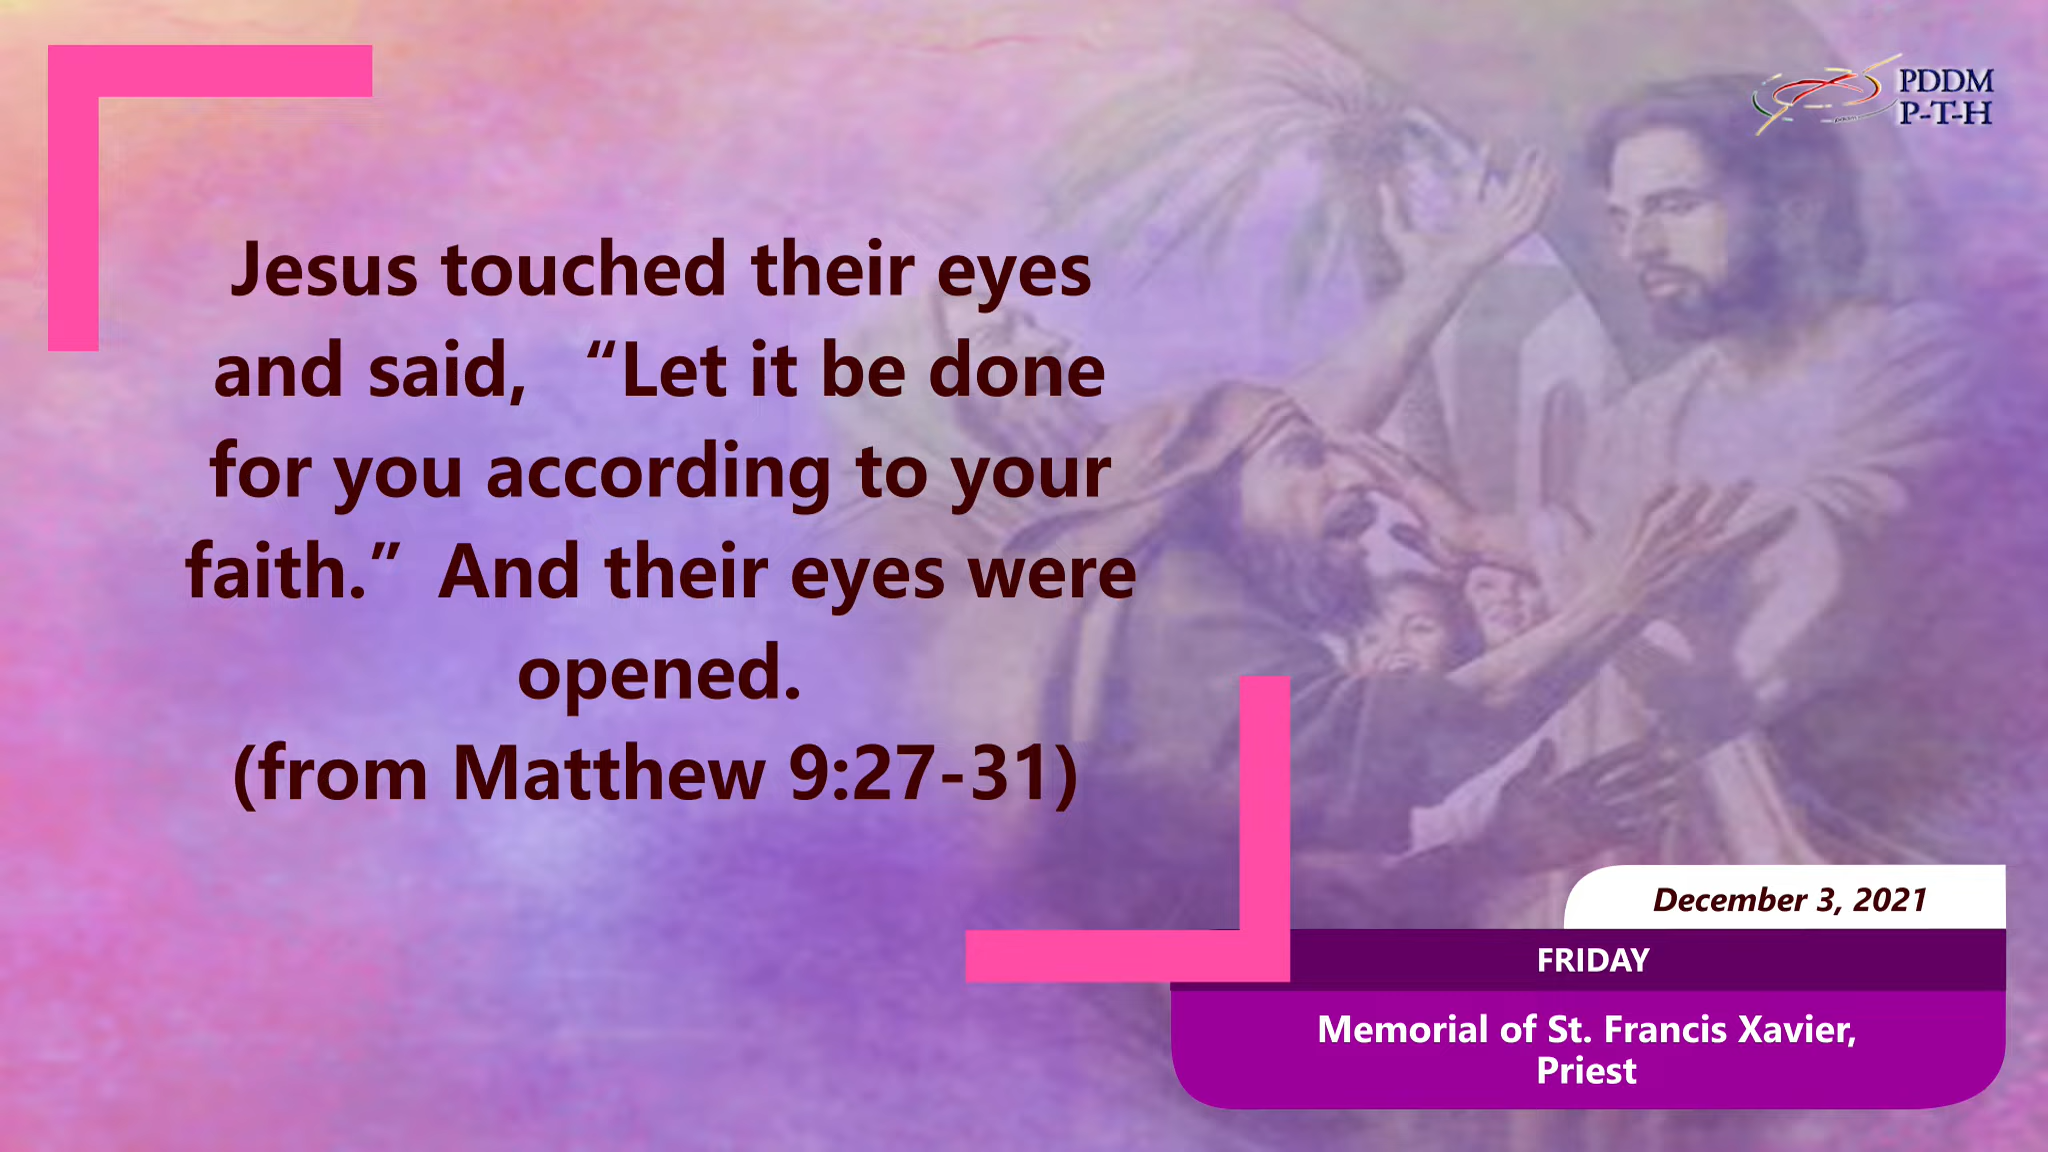 PDDM
P-T-H
Jesus touched their eyes
and said, “Let it be done
for you according to your
faith.” And their eyes were
opened.
(from Matthew 9:27-31)
December 3, 2021
FRIDAY
Memorial of St. Francis Xavier,
Priest